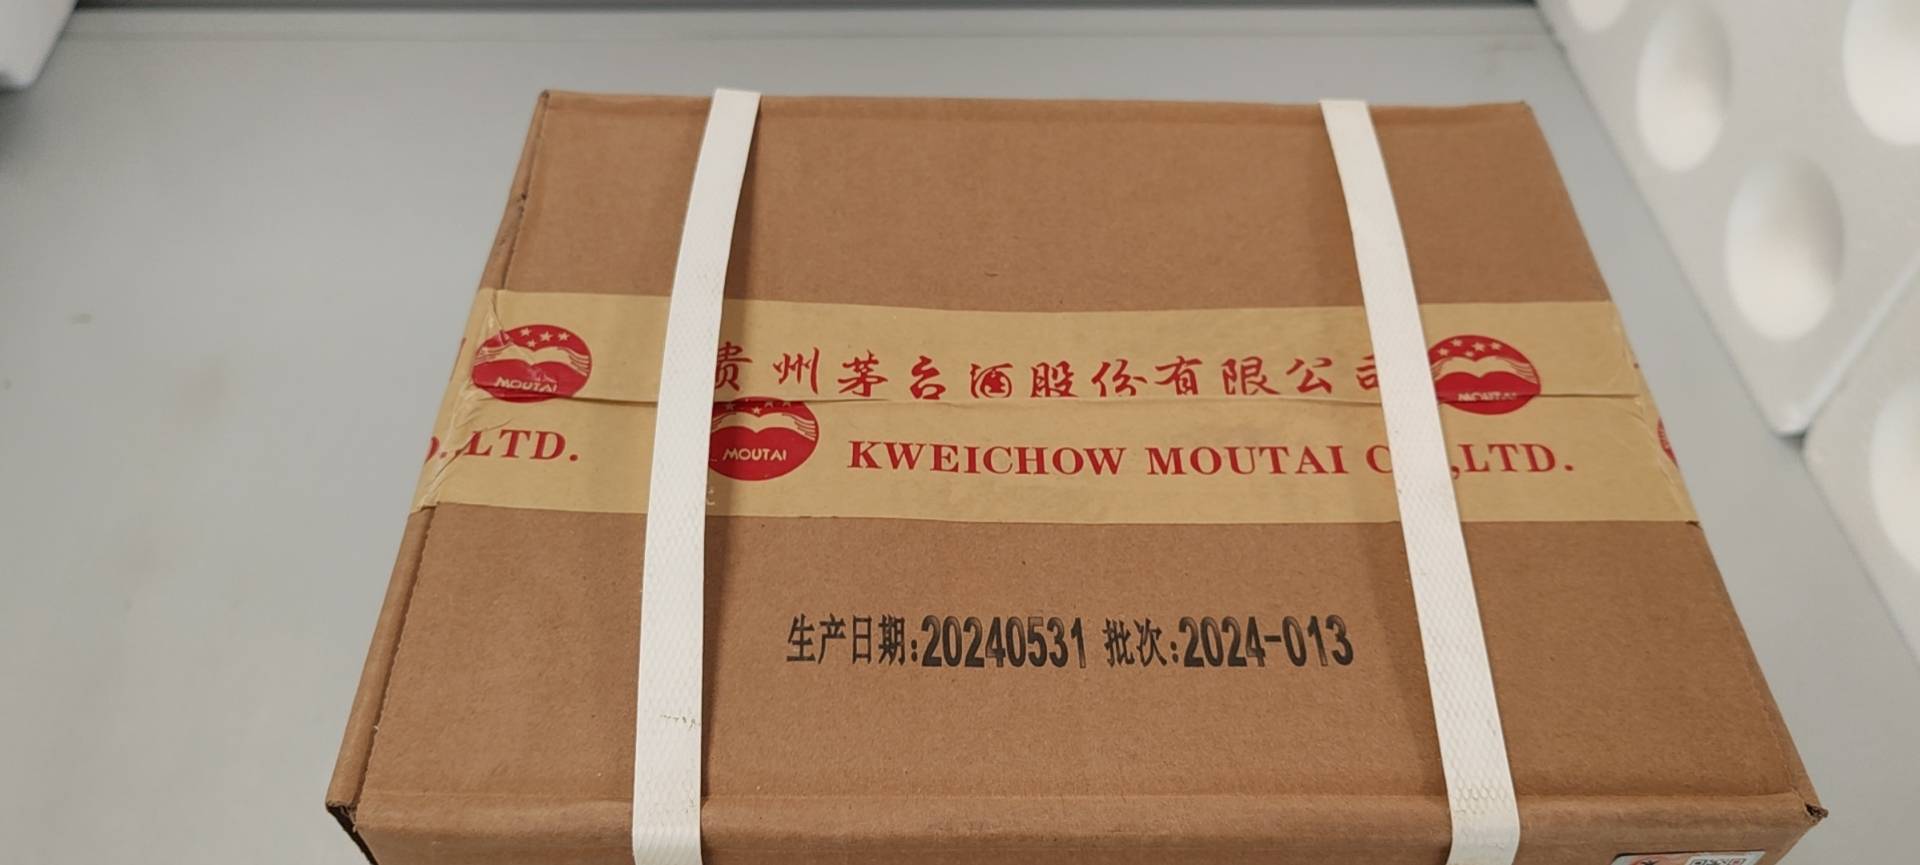 MOUTAI
贵州茅台酒股份有限公司
MOUTAI
LTD.
MOUTAI
KWEICHOW MOUTAI C ,LTD.
生产日期:20240531 批次:2024-013